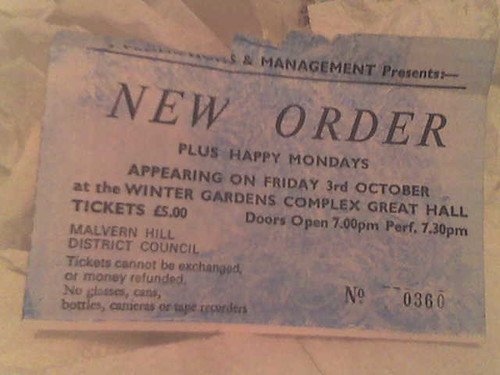 & MANAGEMENT Presents:—
NEW ORDER
PLUS HAPPY MONDAYS
APPEARING ON FRIDAY 3rd OCTOBER
at the WINTER GARDENS COMPLEX GREAT HALL
TICKETS £5.00 Doors Open 7.00pm Perf. 7.30pm
MALVERN HILL
DISTRICT COUNCIL
Tickets cannot be exchanged,
or money refunded.
No glasses, cans,
bottles, cameras or tape recorders
No 0360